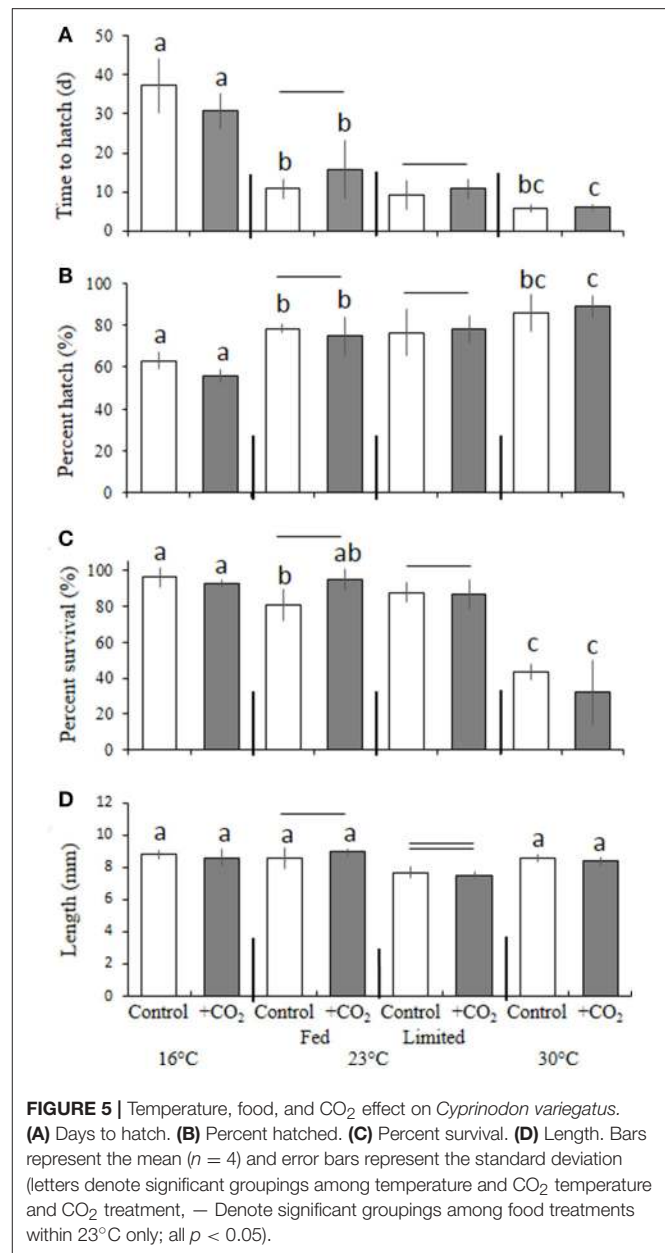 A
Time to hatch (d)
50
40
30
20
10
0
a a
b b
bc c
B
Percent hatch (%)
100
80
60
40
20
0
a a
b b
bc c
C
Percent survival (%)
100
80
60
40
20
0
a a
b ab
c c
D
Length (mm)
12
10
8
6
4
2
0
a a a a a a
Control +CO₂ Control +CO₂ Control +CO₂ Control +CO₂
Fed Limited
16°C 23°C 30°C
FIGURE 5 | Temperature, food, and CO₂ effect on Cyprinodon variegatus.
(A) Days to hatch. (B) Percent hatched. (C) Percent survival. (D) Length. Bars
represent the mean (n = 4) and error bars represent the standard deviation
(letters denote significant groupings among temperature and CO₂ temperature
and CO₂ treatment, — Denote significant groupings among food treatments
within 23°C only; all p < 0.05).